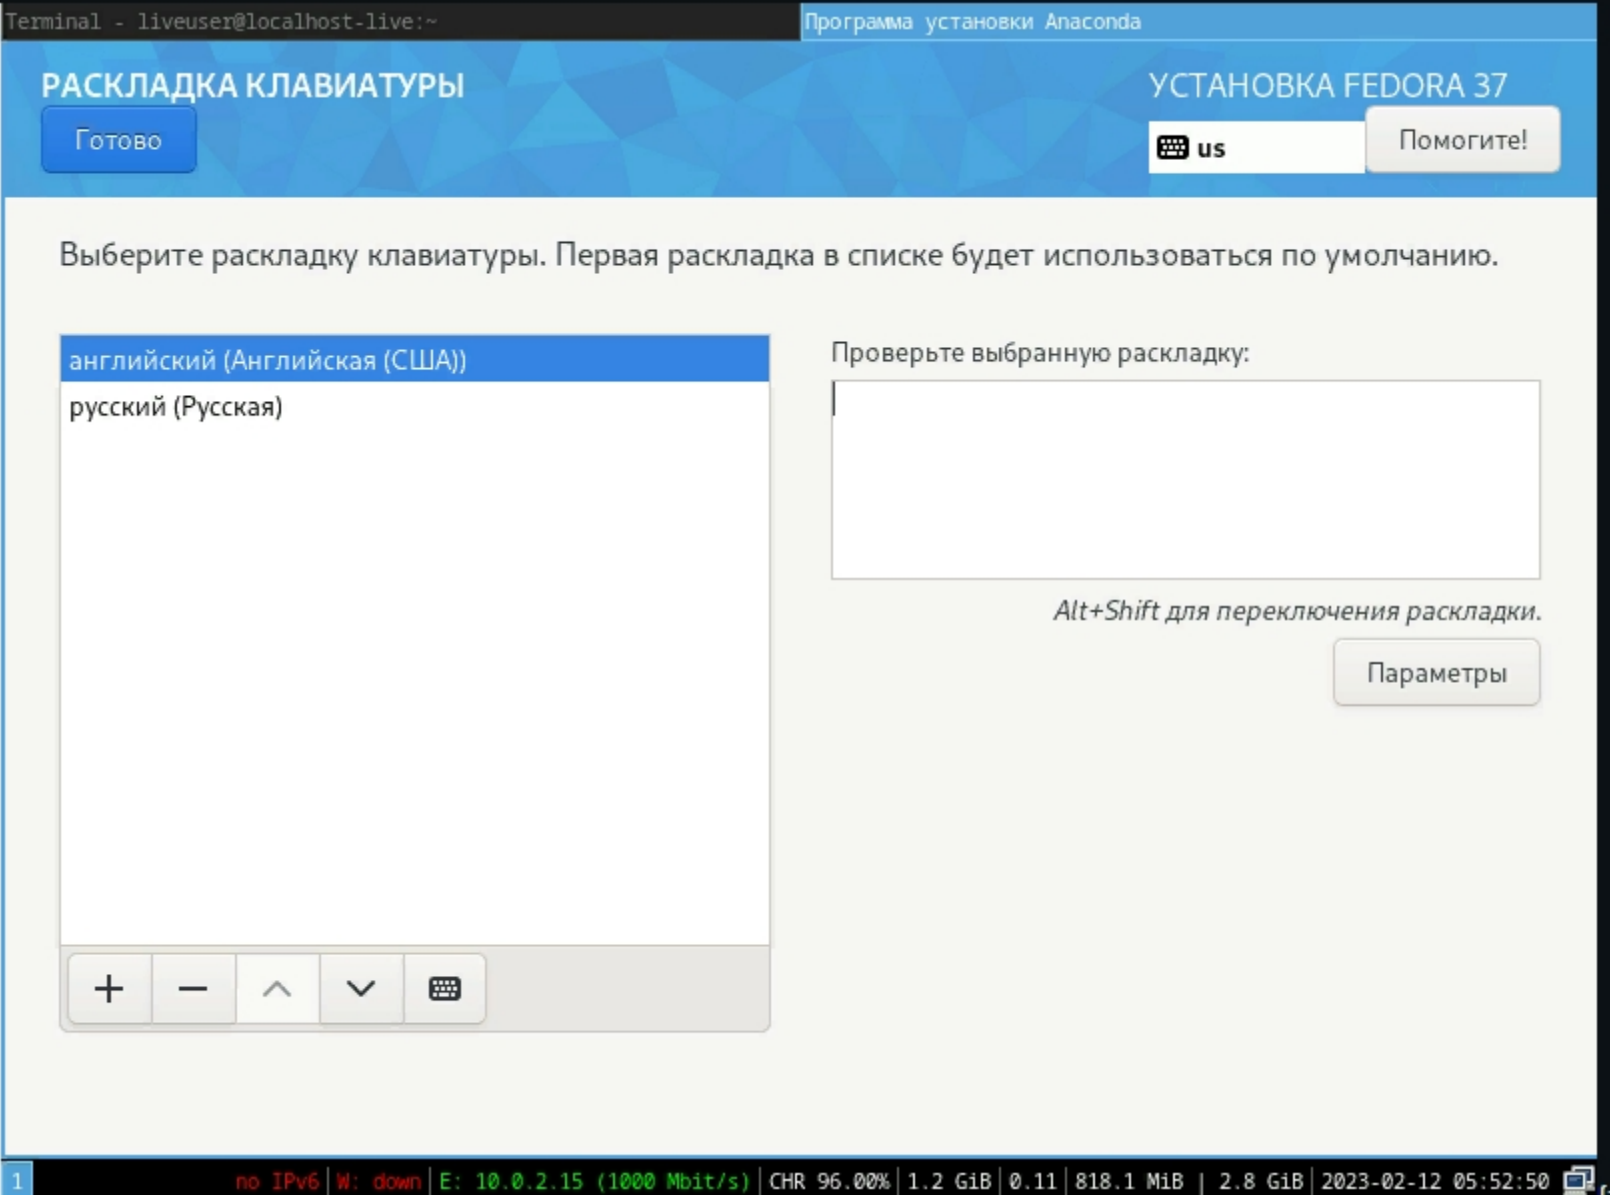 Terminal - liveuser@localhost-live:~
Программа установки Anaconda
РАСКЛАДКА КЛАВИАТУРЫ
УСТАНОВКА FEDORA 37
Готово
us
Помогите!
Выберите раскладку клавиатуры. Первая раскладка в списке будет использоваться по умолчанию.
английский (Английская (США))
русский (Русская)
Проверьте выбранную раскладку:
Alt+Shift для переключения раскладки.
Параметры
1
no IPv6|W: down|E: 10.0.2.15 (1000 Mbit/s)|CHR 96.00%|1.2 GiB|0.11|818.1 MiB | 2.8 GiB|2023-02-12 05:52:50